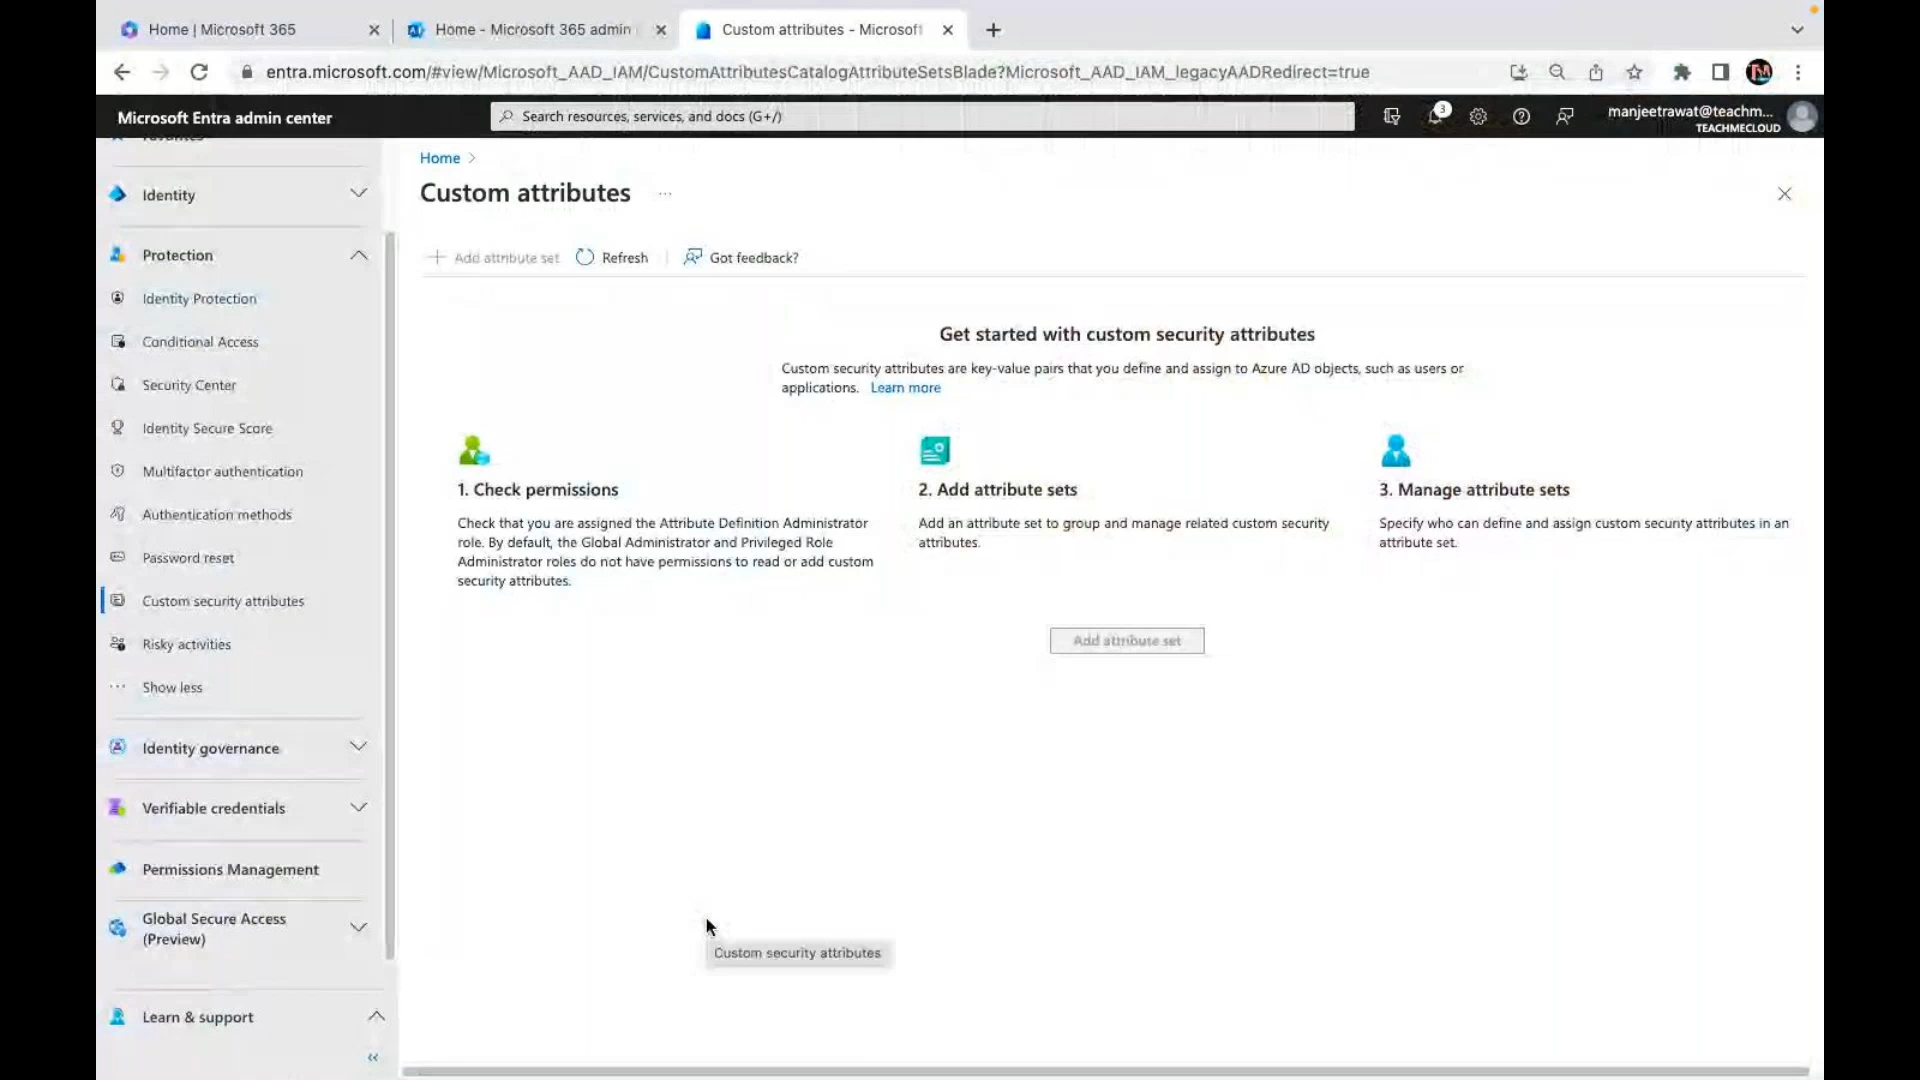 Home | Microsoft 365
Home - Microsoft 365 admin
Custom attributes - Microsoft
entra.microsoft.com/#view/Microsoft_AAD_IAM/CustomAttributesCatalogAttributeSetsBlade?Microsoft_AAD_IAM_legacyAADRedirect=true
Microsoft Entra admin center
Search resources, services, and docs (G+/)
3
manjeetrawat@teachm...
TEACHMECLOUD
Favorites
Identity
Protection
Identity Protection
Conditional Access
Security Center
Identity Secure Score
Multifactor authentication
Authentication methods
Password reset
Custom security attributes
Risky activities
Show less
Identity governance
Verifiable credentials
Permissions Management
Global Secure Access
(Preview)
Learn & support
Home >
Custom attributes ...
Add attribute set
Refresh
Got feedback?
Get started with custom security attributes
Custom security attributes are key-value pairs that you define and assign to Azure AD objects, such as users or
applications. Learn more
1. Check permissions
Check that you are assigned the Attribute Definition Administrator
role. By default, the Global Administrator and Privileged Role
Administrator roles do not have permissions to read or add custom
security attributes.
2. Add attribute sets
Add an attribute set to group and manage related custom security
attributes.
3. Manage attribute sets
Specify who can define and assign custom security attributes in an
attribute set.
Add attribute set
Custom security attributes